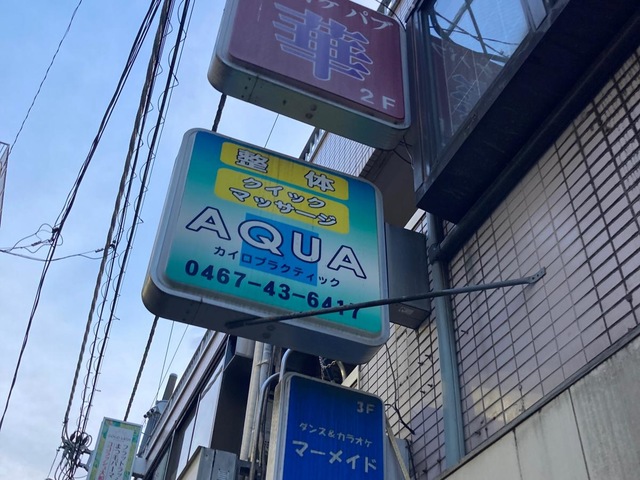 華
2F
整体
クイック
マッサージ
AQUA
カイロプラクティック
0467-43-6417
3F
ダンス&カラオケ
マーメイド